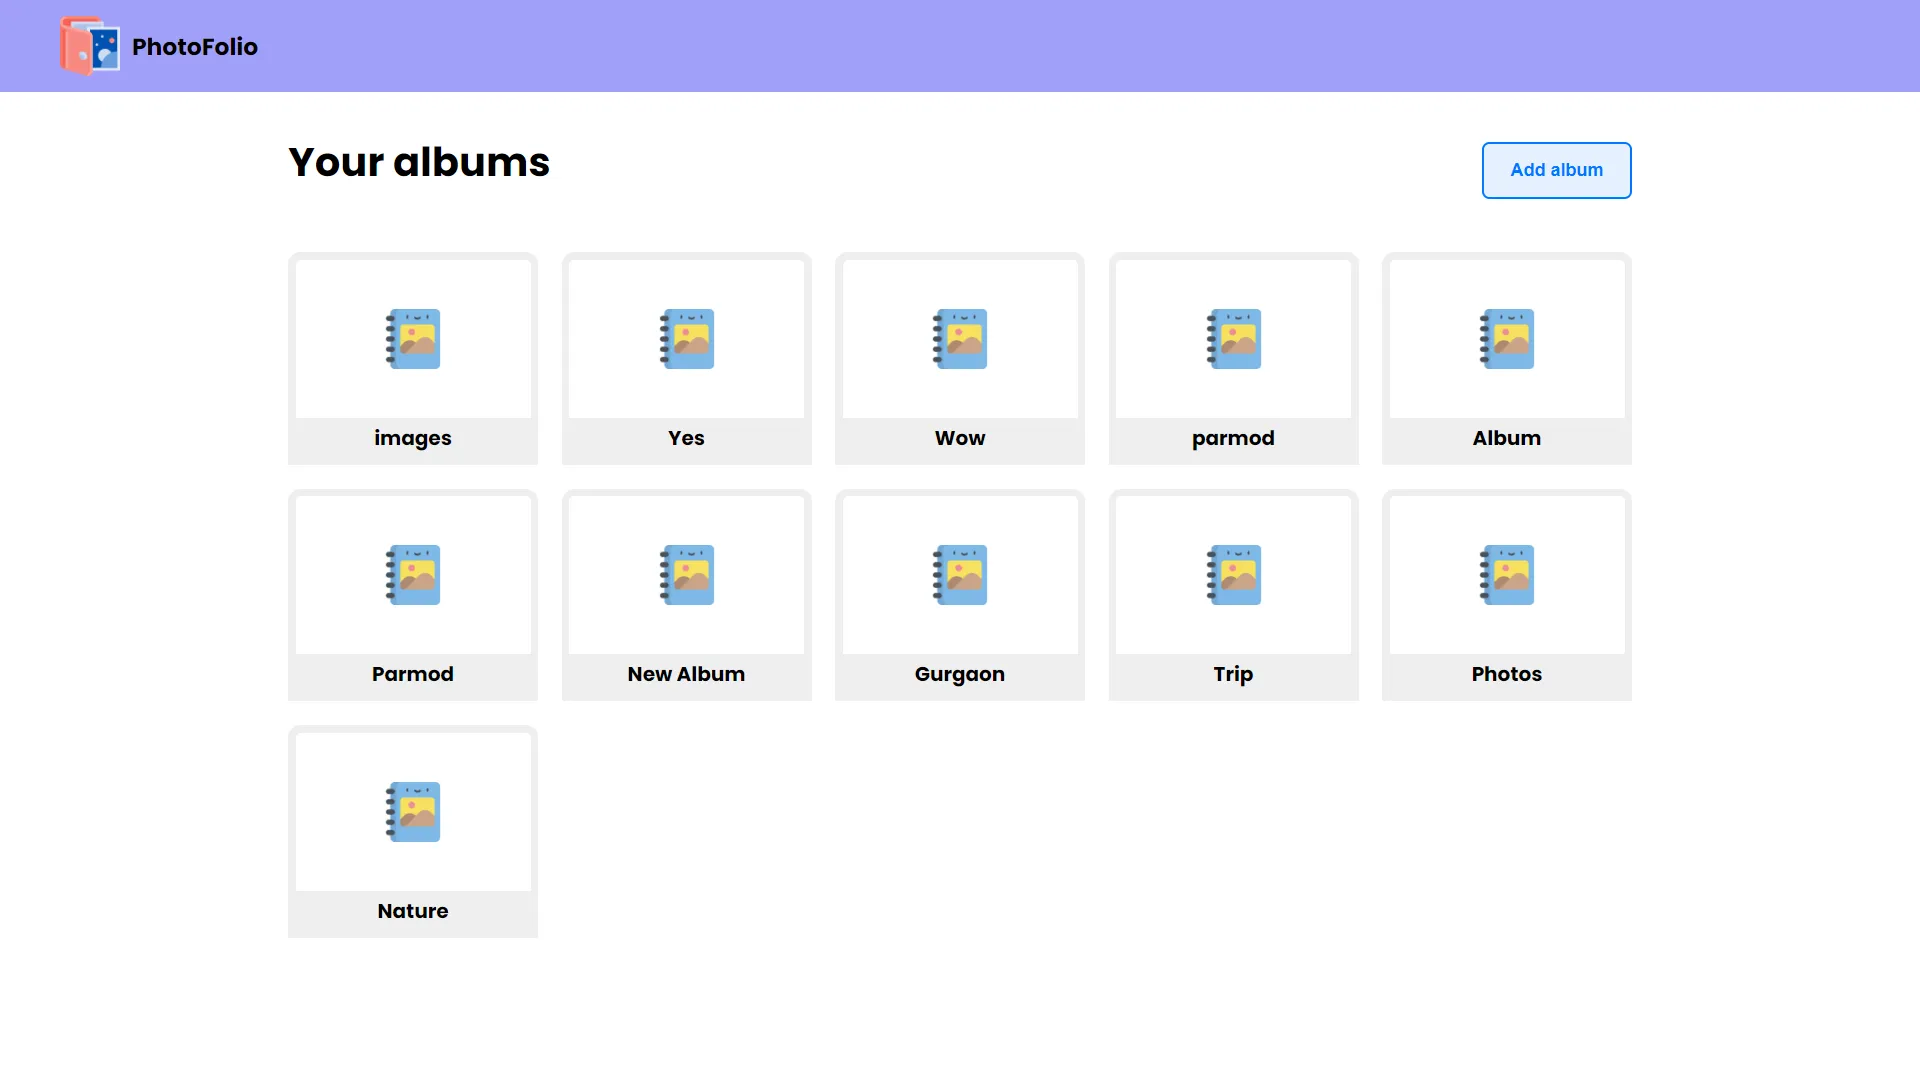 PhotoFolio
Your albums
Add album
images
Yes
Wow
parmod
Album
Parmod
New Album
Gurgaon
Trip
Photos
Nature